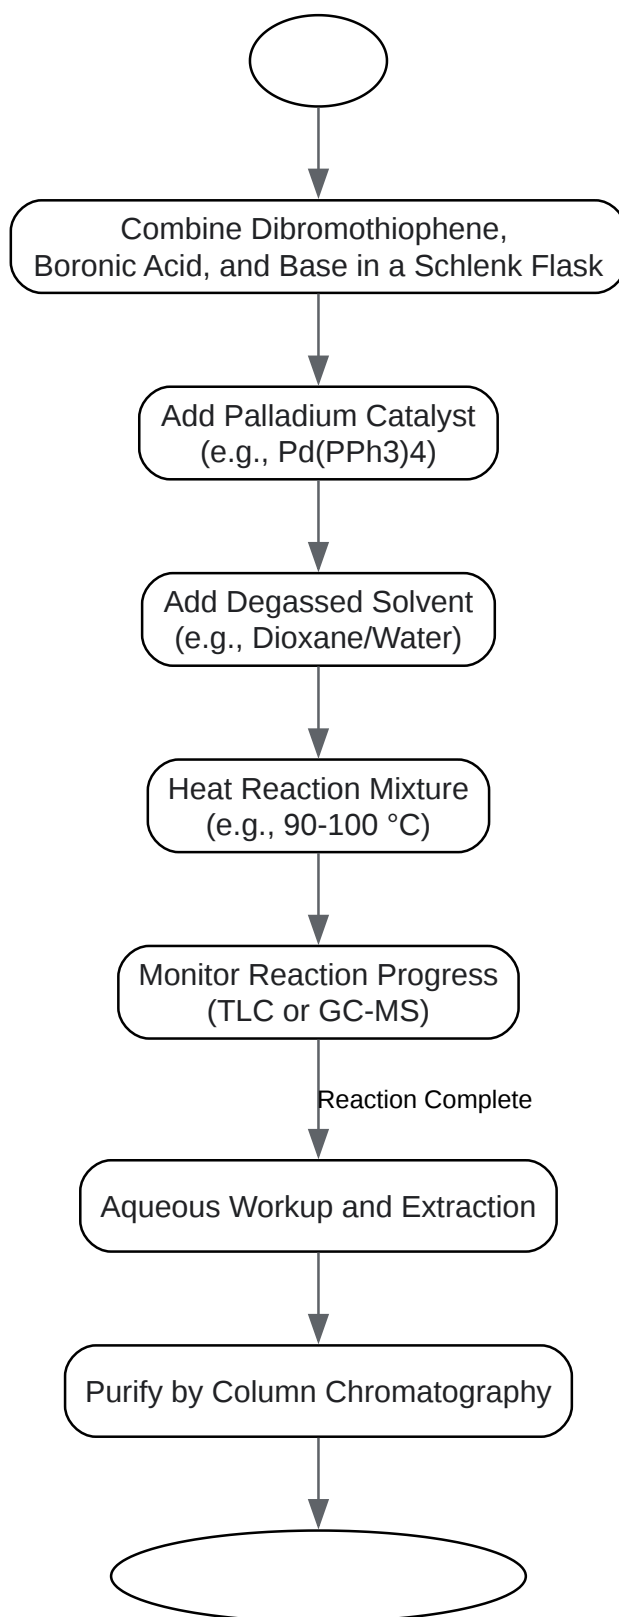 Combine Dibromothiophene,
Boronic Acid, and Base in a Schlenk Flask
Add Palladium Catalyst
(e.g., Pd(PPh3)4)
Add Degassed Solvent
(e.g., Dioxane/Water)
Heat Reaction Mixture
(e.g., 90-100 °C)
Monitor Reaction Progress
(TLC or GC-MS)
Reaction Complete
Aqueous Workup and Extraction
Purify by Column Chromatography